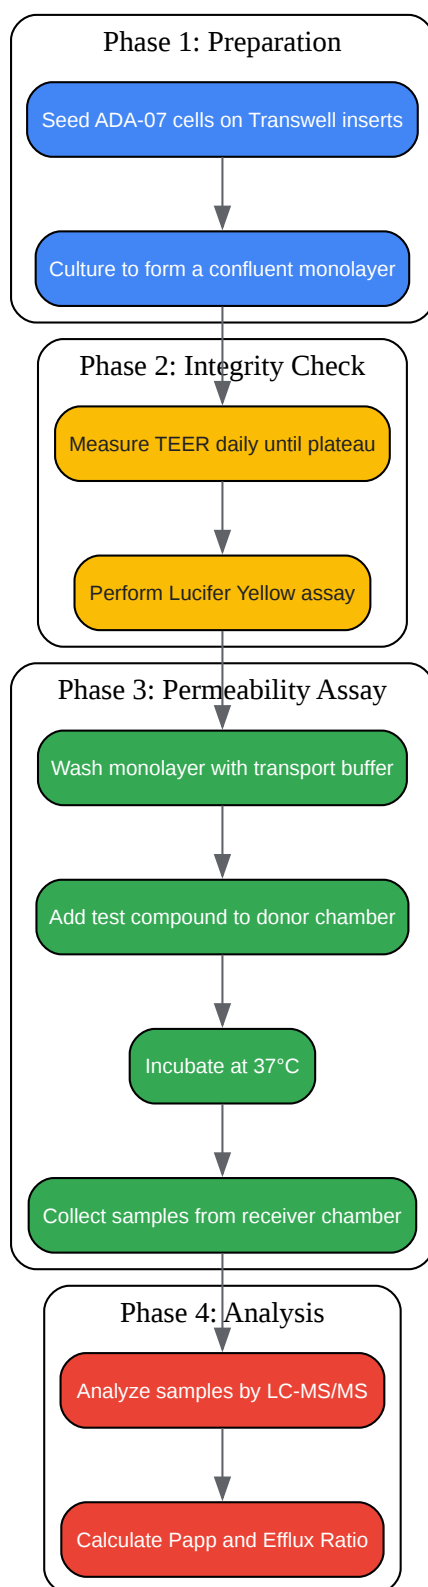 Phase 1: Preparation
Seed ADA-07 cells on Transwell inserts
Culture to form a confluent monolayer
Phase 2: Integrity Check
Measure TEER daily until plateau
Perform Lucifer Yellow assay
Phase 3: Permeability Assay
Wash monolayer with transport buffer
Add test compound to donor chamber
Incubate at 37°C
Collect samples from receiver chamber
Phase 4: Analysis
Analyze samples by LC-MS/MS
Calculate Papp and Efflux Ratio